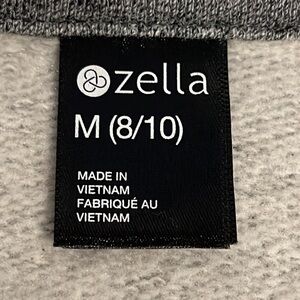 zella
M (8/10)
MADE IN
VIETNAM
FABRIQUÉ AU
VIETNAM